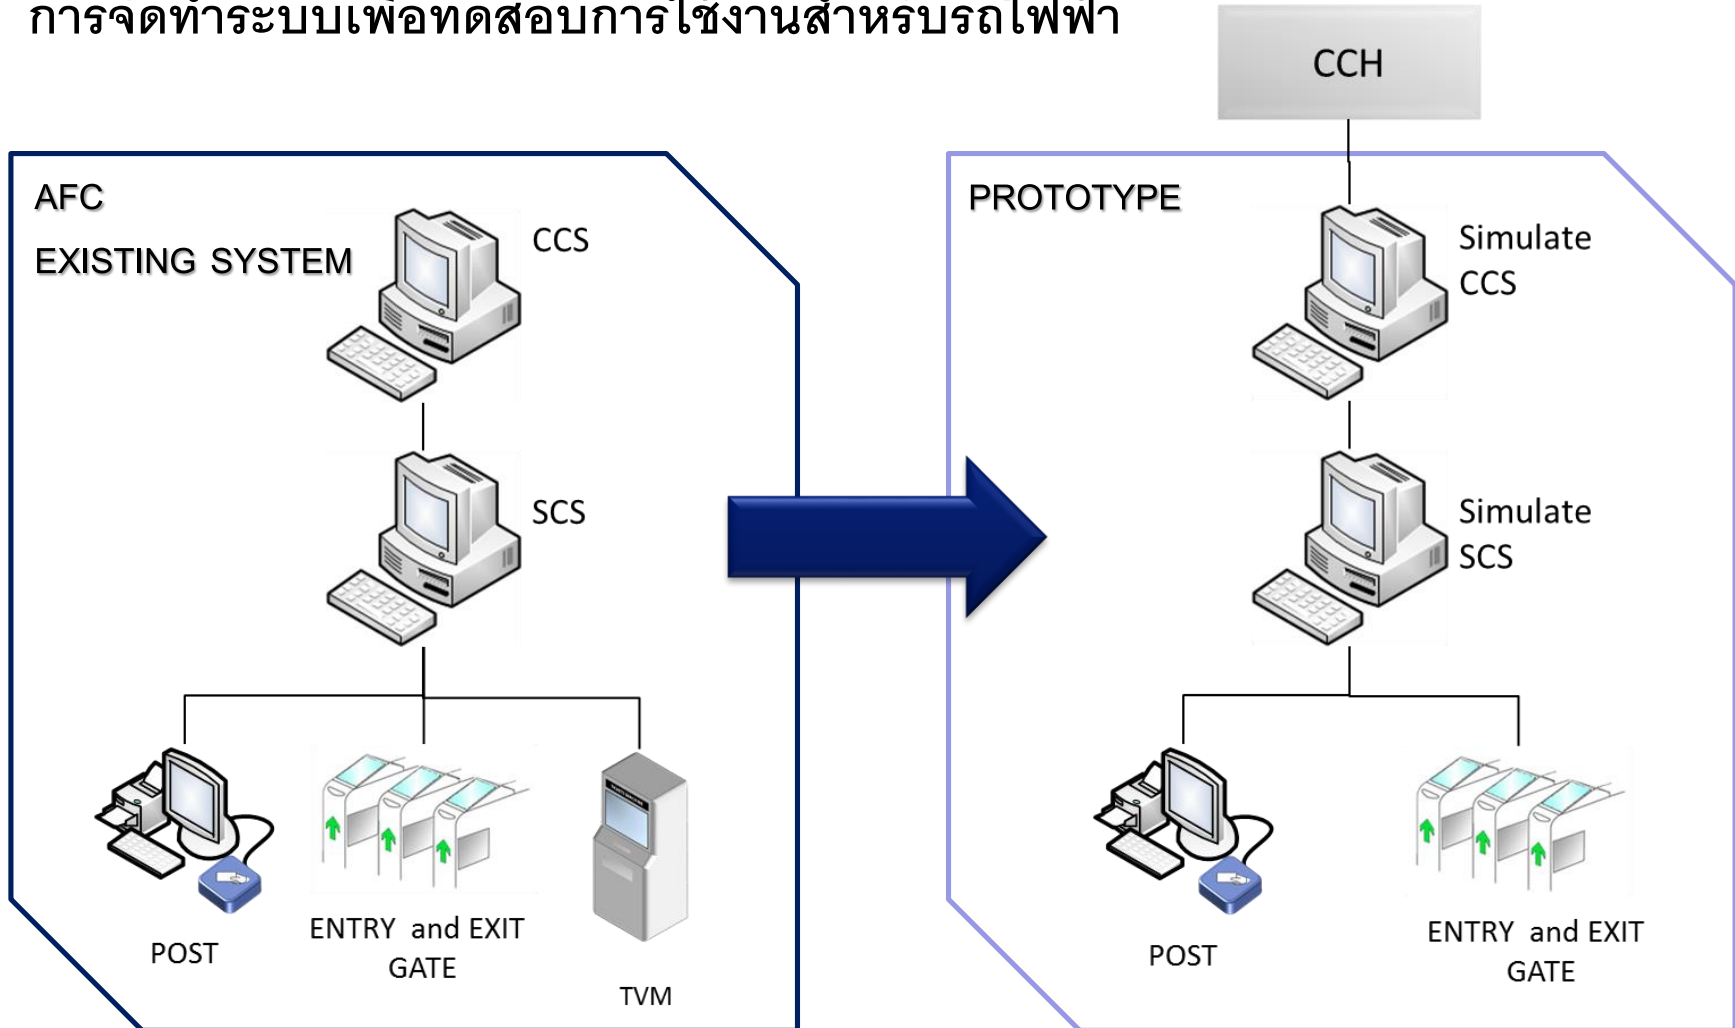 การจัดทำระบบเพื่อทดสอบการใช้งานสำหรับรถไฟฟ้า
CCH
AFC
EXISTING SYSTEM
CCS
SCS
POST
ENTRY and EXIT
GATE
TVM
PROTOTYPE
Simulate
CCS
Simulate
SCS
POST
ENTRY and EXIT
GATE